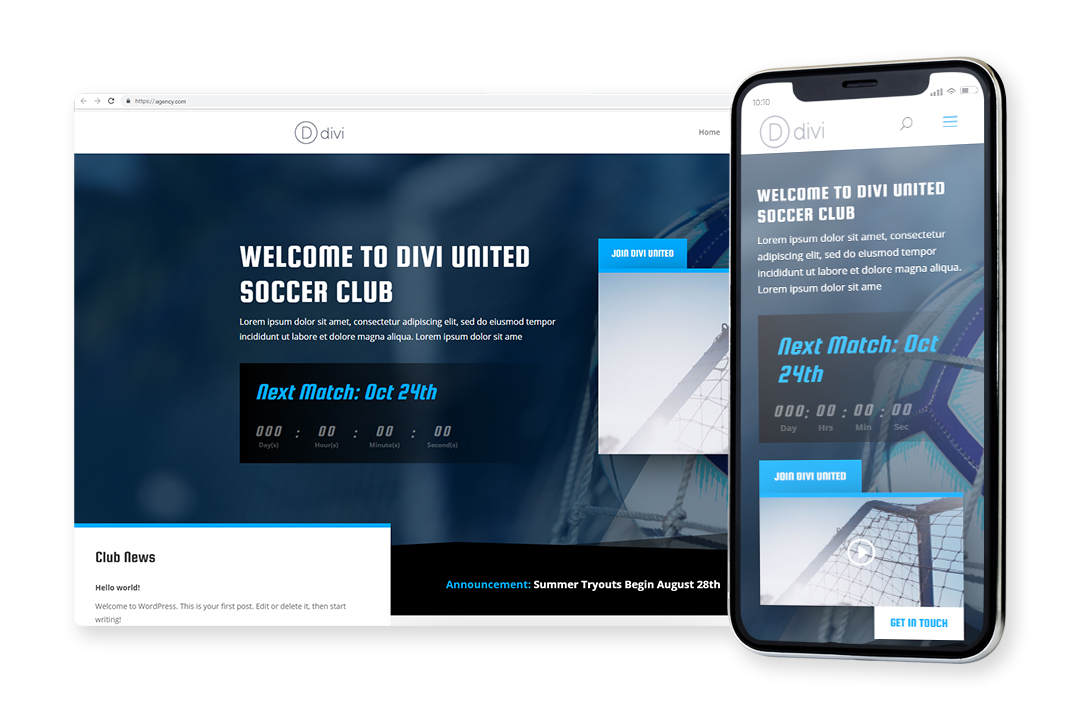 https://agency.com
D divi
Home
WELCOME TO DIVI UNITED
SOCCER CLUB
Lorem ipsum dolor sit amet, consectetur adipiscing elit, sed do eiusmod tempor
incididunt ut labore et dolore magna aliqua. Lorem ipsum dolor sit ame
Next Match: Oct 24th
000 : 00 : 00 : 00
Day(s) Hour(s) Minute(s) Second(s)
JOIN DIVI UNITED
Club News
Hello world!
Welcome to WordPress. This is your first post. Edit or delete it, then start
writing!
Announcement: Summer Tryouts Begin August 28th
10:10
D divi
WELCOME TO DIVI UNITED
SOCCER CLUB
Lorem ipsum dolor sit amet, consectetur
adipiscing elit, sed do eiusmod tempor
incididunt ut labore et dolore magna aliqua.
Lorem ipsum dolor sit ame
Next Match: Oct
24th
000 : 00 : 00 : 00
Day Hrs Min Sec
JOIN DIVI UNITED
GET IN TOUCH